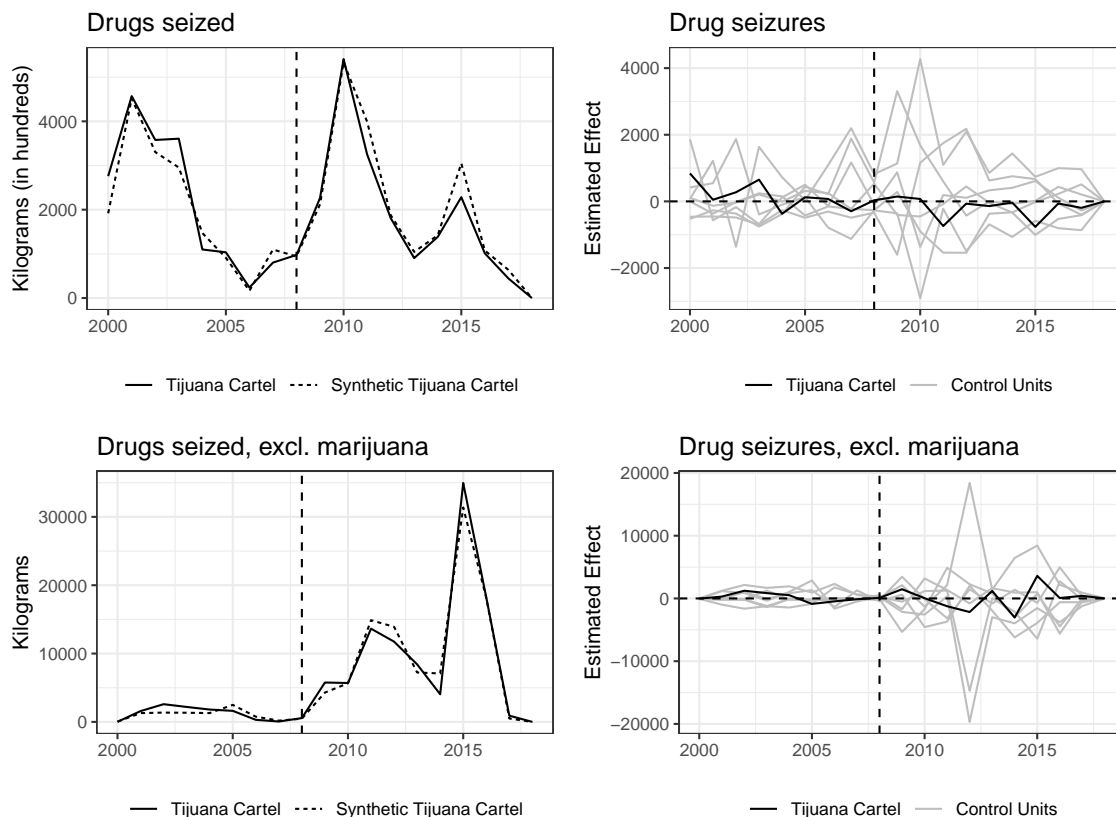 Drugs seized
Kilograms (in hundreds)
4000
2000
0
2000 2005 2010 2015
Tijuana Cartel Synthetic Tijuana Cartel
Drug seizures
Estimated Effect
4000
2000
0
−2000
2000 2005 2010 2015
Tijuana Cartel Control Units
Drugs seized, excl. marijuana
Kilograms
30000
20000
10000
0
2000 2005 2010 2015
Tijuana Cartel Synthetic Tijuana Cartel
Drug seizures, excl. marijuana
Estimated Effect
20000
10000
0
−10000
−20000
2000 2005 2010 2015
Tijuana Cartel Control Units